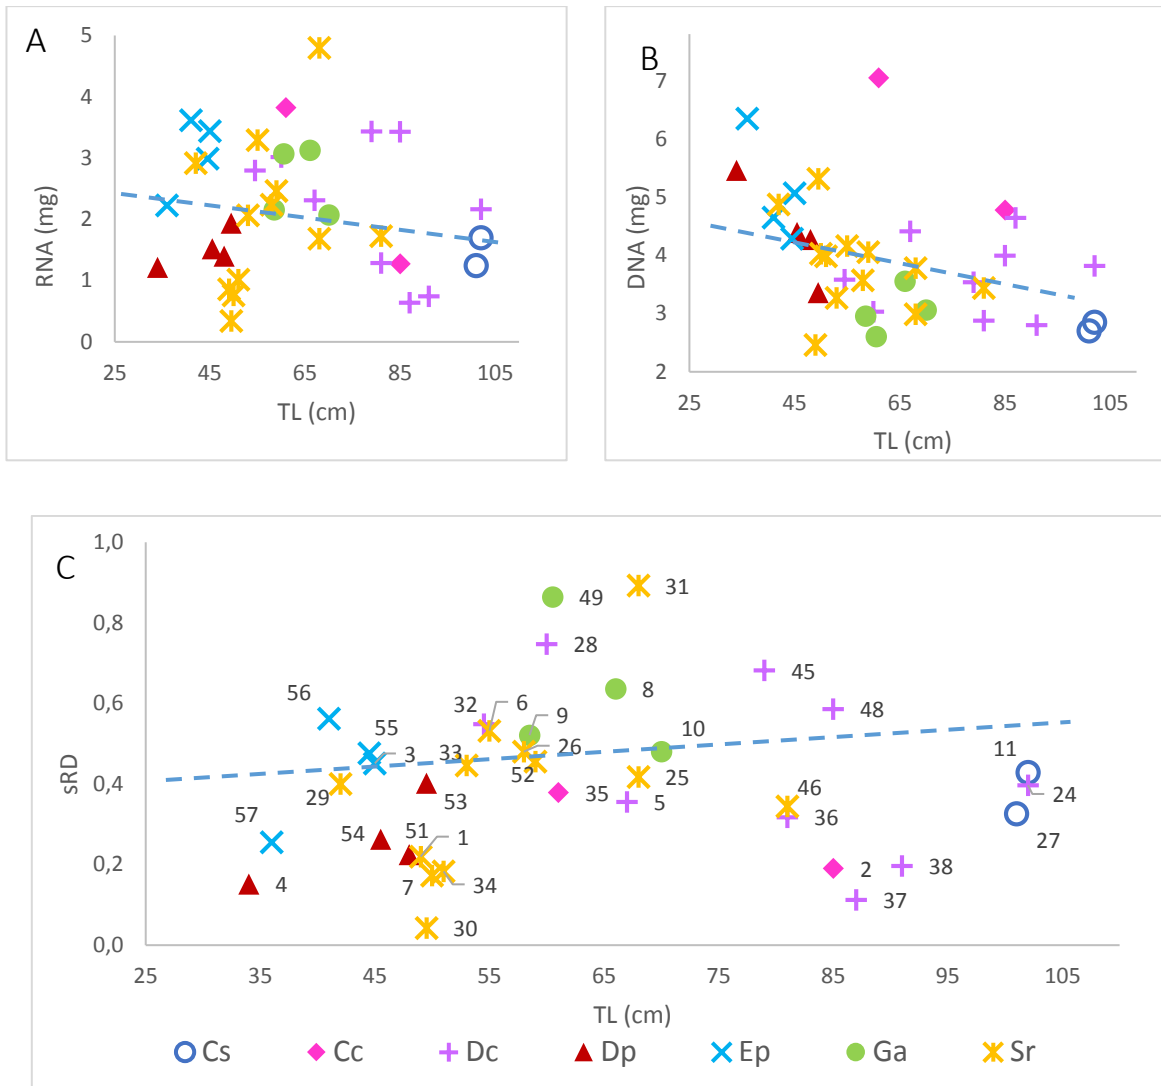 A
5
4
3
2
1
0
RNA (mg)
25 45 65 85 105
TL (cm)
B
7
6
5
4
3
2
DNA (mg)
25 45 65 85 105
TL (cm)
C
1,0
0,8
0,6
0,4
0,2
0,0
sRD
49 31
28
56 45
8
32 6 48
55 9 10
3 33 26 11
29 52 25 24
53 35 5 46
57 54 51 1 36 27
4 7 34 2 38
30 37
25 35 45 55 65 75 85 95 105
TL (cm)
Cs Cc Dc Dp Ep Ga Sr